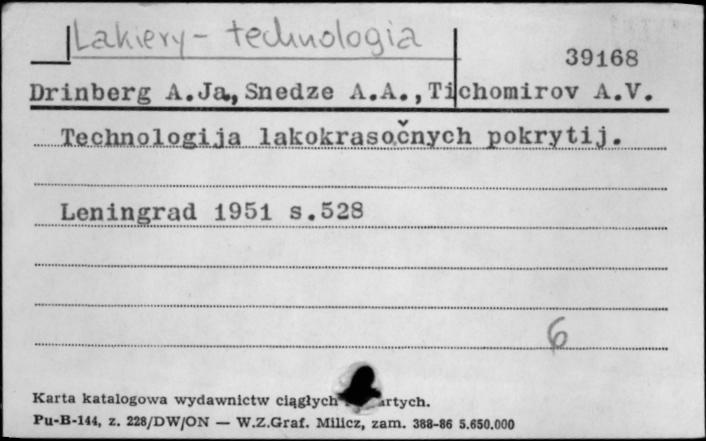 Lakiery - technologia
39168
Drinberg A.Ja., Snedze A.A., Tichomirov A.V.
Technologija lakokrasočnych pokrytij.
Leningrad 1951 s.528
6
Karta katalogowa wydawnictw ciągłych
Pu-B-144, z. 228/DW/ON — W.Z.Graf. Milicz, zam. 388-86 5.650.000